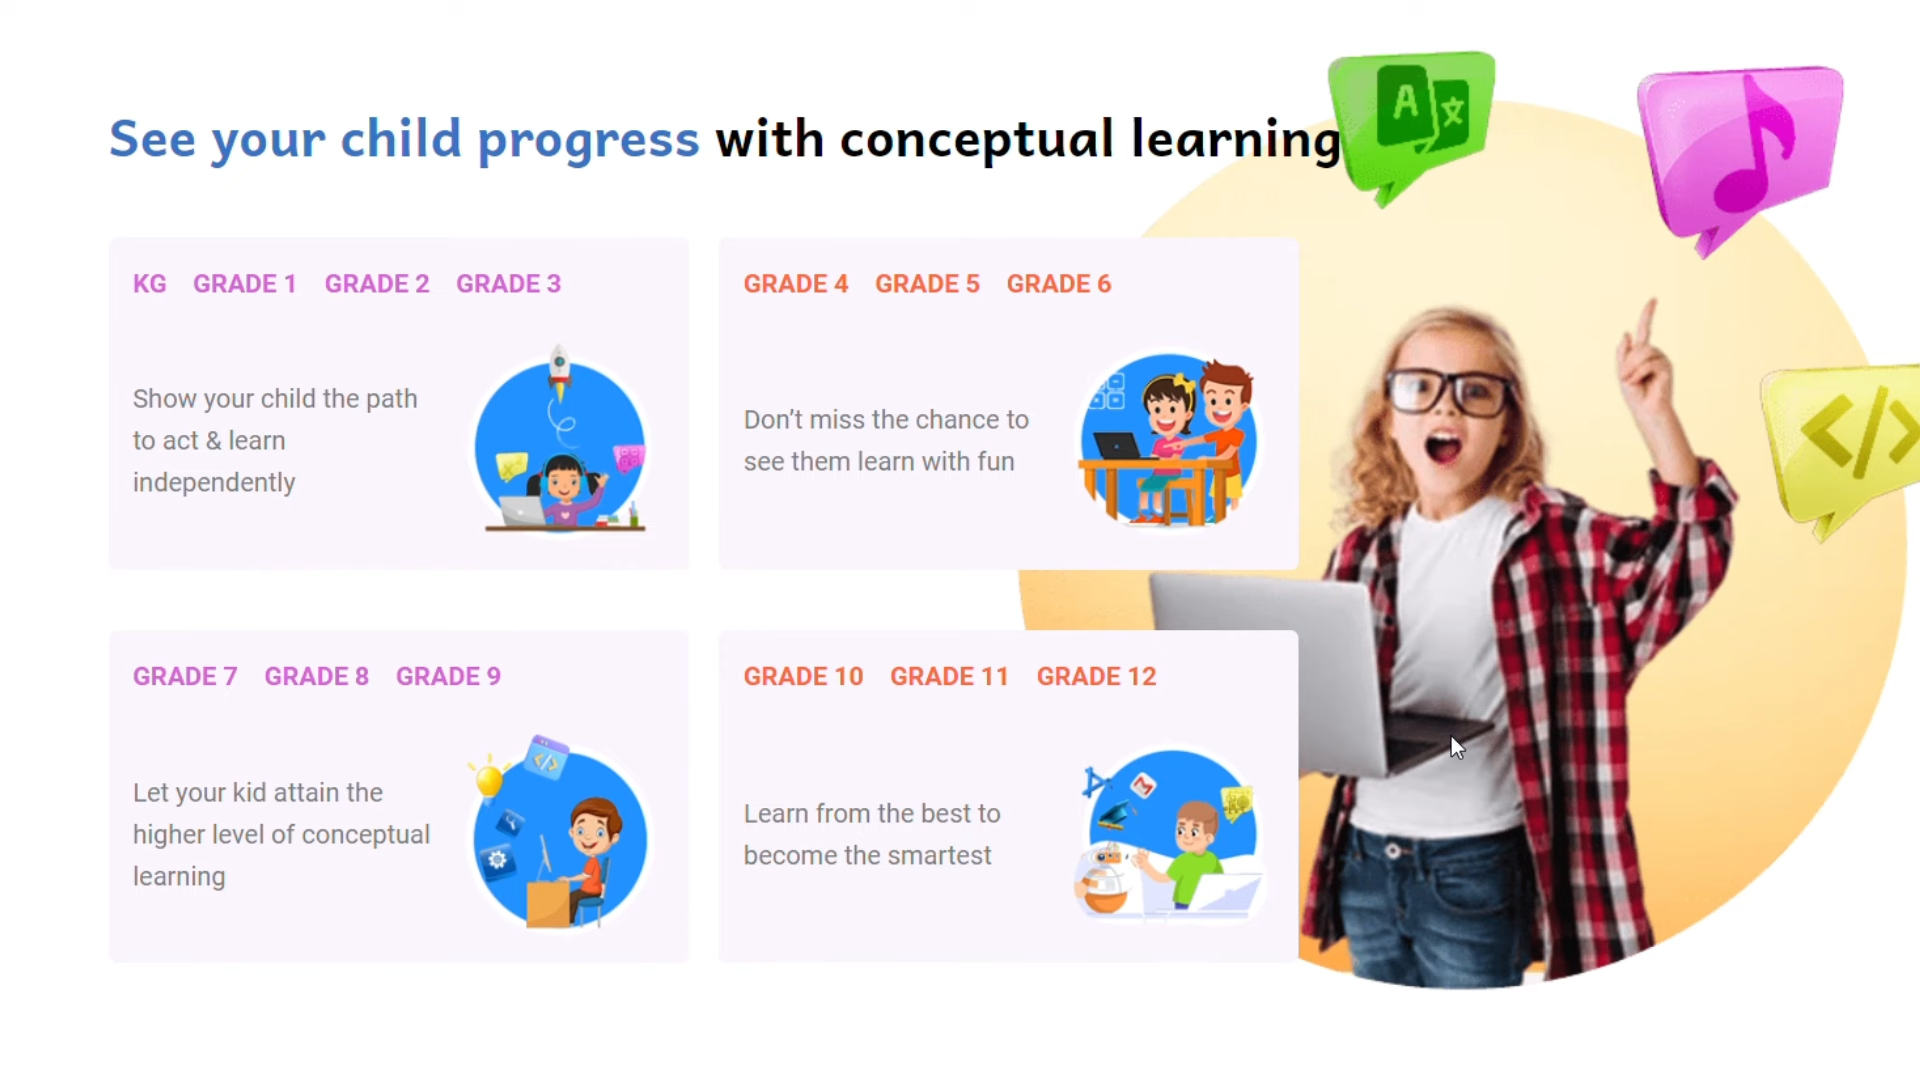 See your child progress with conceptual learning
A 文
KG GRADE 1 GRADE 2 GRADE 3
Show your child the path
to act & learn
independently
GRADE 4 GRADE 5 GRADE 6
Don’t miss the chance to
see them learn with fun
</>
GRADE 7 GRADE 8 GRADE 9
Let your kid attain the
higher level of conceptual
learning
</>
GRADE 10 GRADE 11 GRADE 12
Learn from the best to
become the smartest